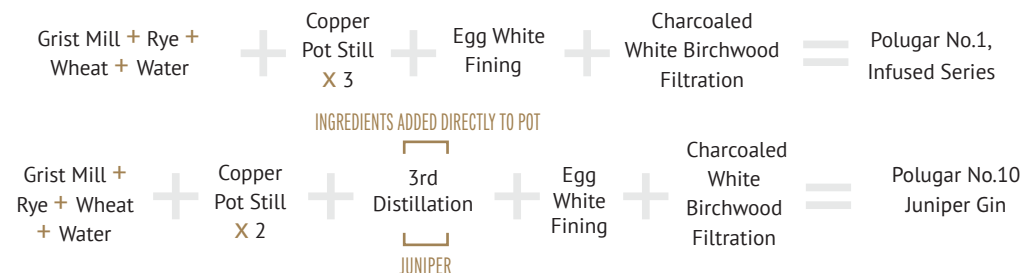 Grist Mill + Rye +
Wheat + Water
+
Copper
Pot Still
X 3
+
Egg White
Fining
+
Charcoaled
White Birchwood
Filtration
=
Polugar No.1,
Infused Series
INGREDIENTS ADDED DIRECTLY TO POT
Grist Mill +
Rye + Wheat
+ Water
+
Copper
Pot Still
X 2
+
3rd
Distillation
JUNIPER
+
Egg
White
Fining
+
Charcoaled
White
Birchwood
Filtration
=
Polugar No.10
Juniper Gin